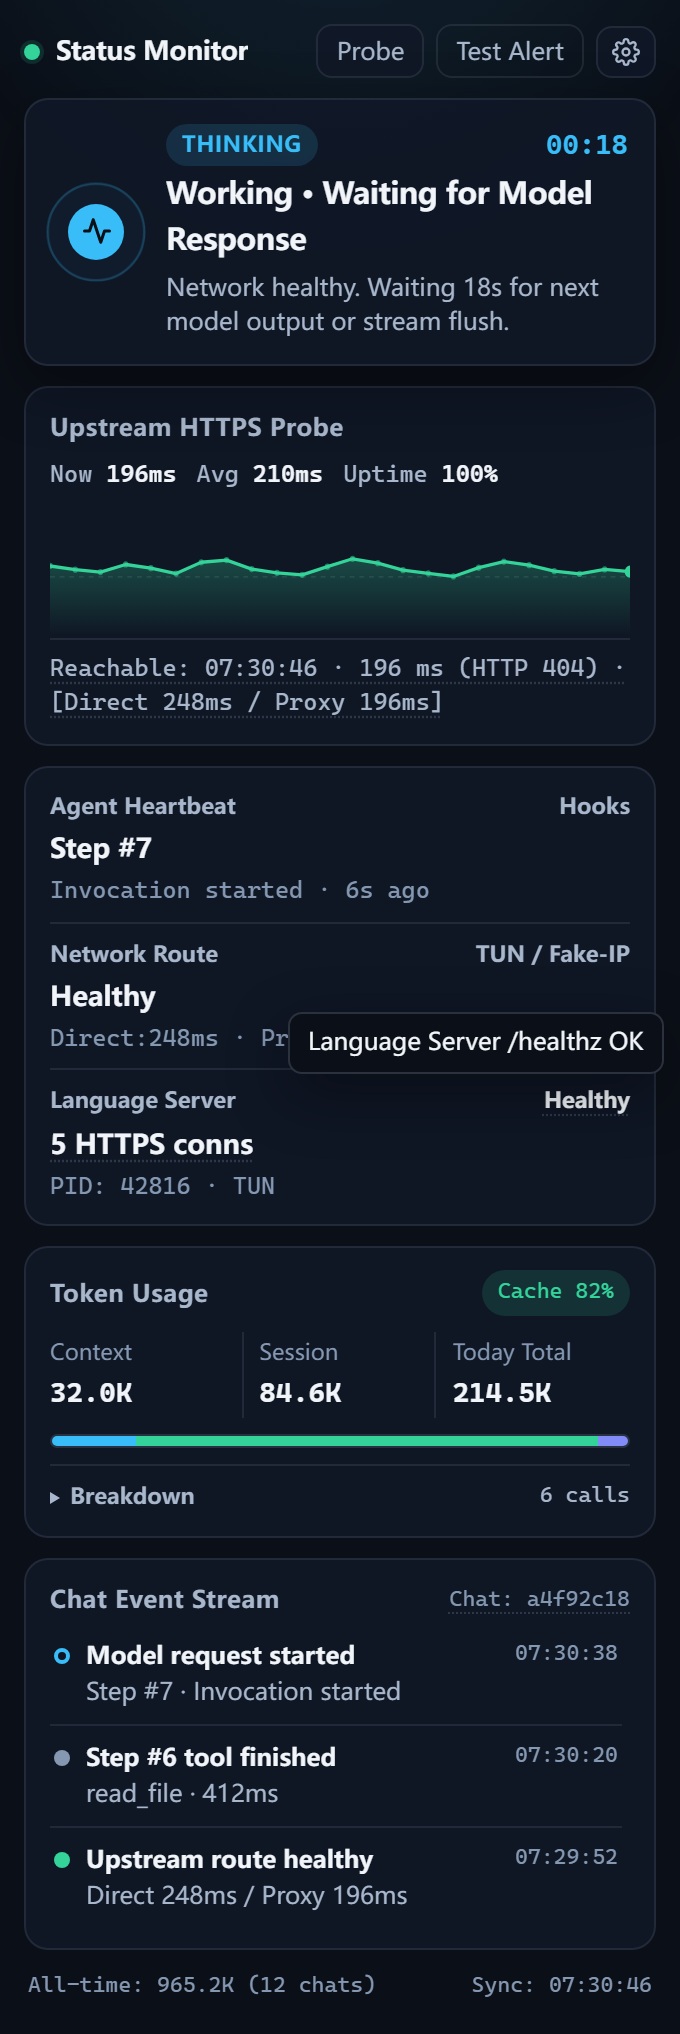 Status Monitor
Probe
Test Alert
THINKING
00:18
Working • Waiting for Model
Response
Network healthy. Waiting 18s for next
model output or stream flush.
Upstream HTTPS Probe
Now 196ms Avg 210ms Uptime 100%
Reachable: 07:30:46 · 196 ms (HTTP 404) ·
[Direct 248ms / Proxy 196ms]
Agent Heartbeat
Hooks
Step #7
Invocation started · 6s ago
Network Route
TUN / Fake-IP
Healthy
Direct:248ms · Pr
Language Server /healthz OK
Language Server
Healthy
5 HTTPS conns
PID: 42816 · TUN
Token Usage
Cache 82%
Context
Session
Today Total
32.0K
84.6K
214.5K
▸ Breakdown
6 calls
Chat Event Stream
Chat: a4f92c18
Model request started
07:30:38
Step #7 · Invocation started
Step #6 tool finished
07:30:20
read_file · 412ms
Upstream route healthy
07:29:52
Direct 248ms / Proxy 196ms
All-time: 965.2K (12 chats)
Sync: 07:30:46